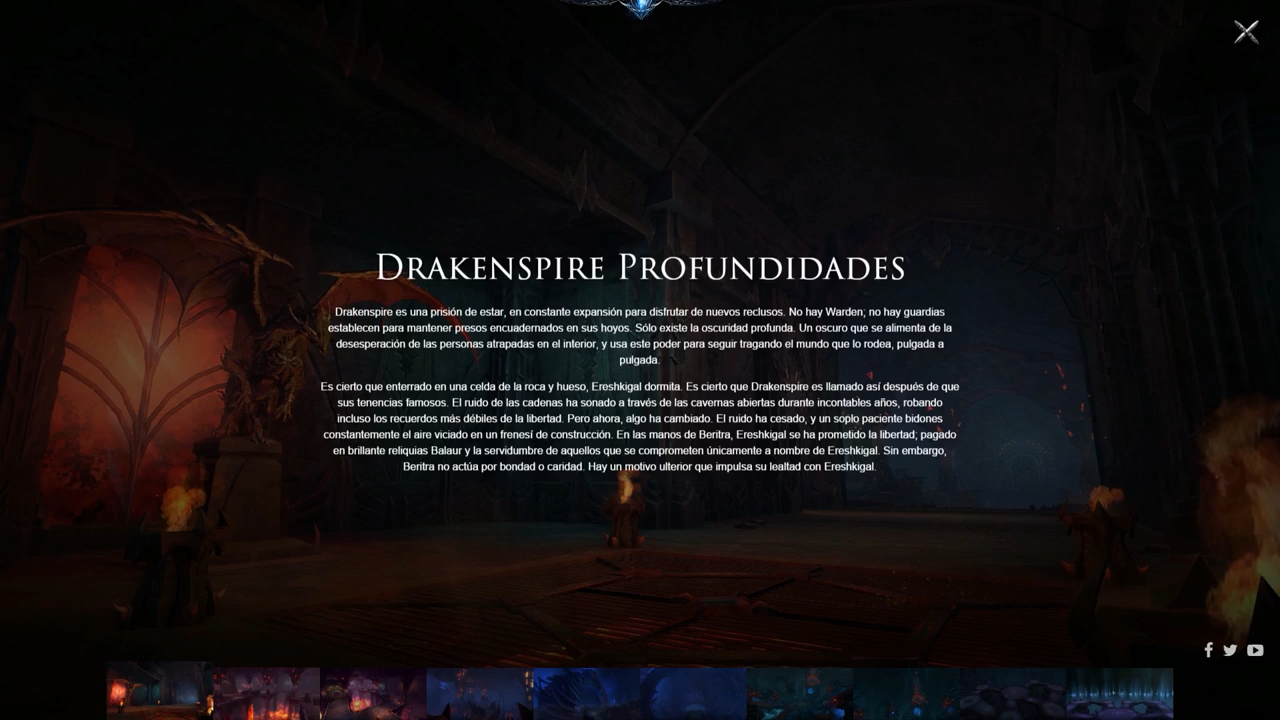 Drakenspire Profundidades
Drakenspire es una prisión de estar, en constante expansión para disfrutar de nuevos reclusos. No hay Warden; no hay guardias
establecen para mantener presos encuadernados en sus hoyos. Sólo existe la oscuridad profunda. Un oscuro que se alimenta de la
desesperación de las personas atrapadas en el interior, y usa este poder para seguir tragando el mundo que lo rodea, pulgada a
pulgada.
Es cierto que enterrado en una celda de la roca y hueso, Ereshkigal dormita. Es cierto que Drakenspire es llamado así después de que
sus tenencias famosos. El ruido de las cadenas ha sonado a través de las cavernas abiertas durante incontables años, robando
incluso los recuerdos más débiles de la libertad. Pero ahora, algo ha cambiado. El ruido ha cesado, y un soplo paciente bidones
constantemente el aire viciado en un frenesí de construcción. En las manos de Beritra, Ereshkigal se ha prometido la libertad; pagado
en brillante reliquias Balaur y la servidumbre de aquellos que se comprometen únicamente a nombre de Ereshkigal. Sin embargo,
Beritra no actúa por bondad o caridad. Hay un motivo ulterior que impulsa su lealtad con Ereshkigal.